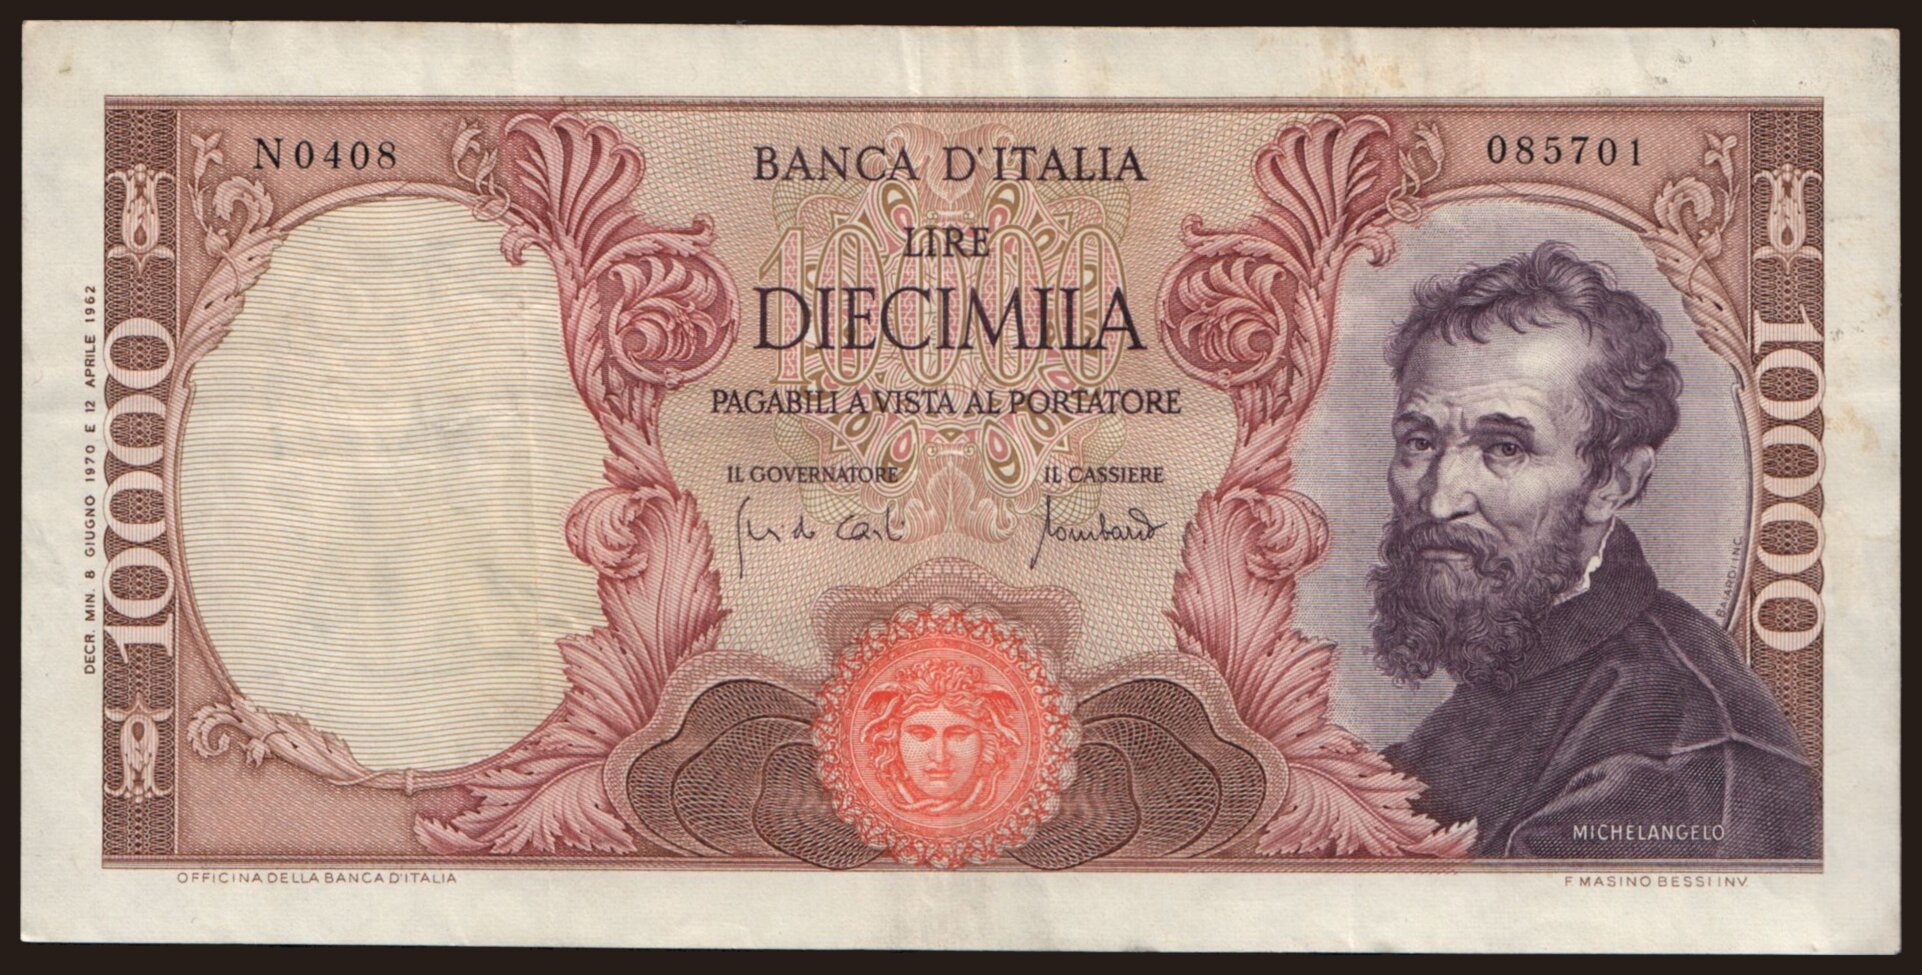 N0408
085701
BANCA D'ITALIA
LIRE
10000
DIECIMILA
PAGABILI A VISTA AL PORTATORE
IL GOVERNATORE
IL CASSIERE
10000
10000
DECR. MIN. 8 GIUGNO 1970 E 12 APRILE 1962
MICHELANGELO
OFFICINA DELLA BANCA D'ITALIA
F. MASINO BESSI INV.